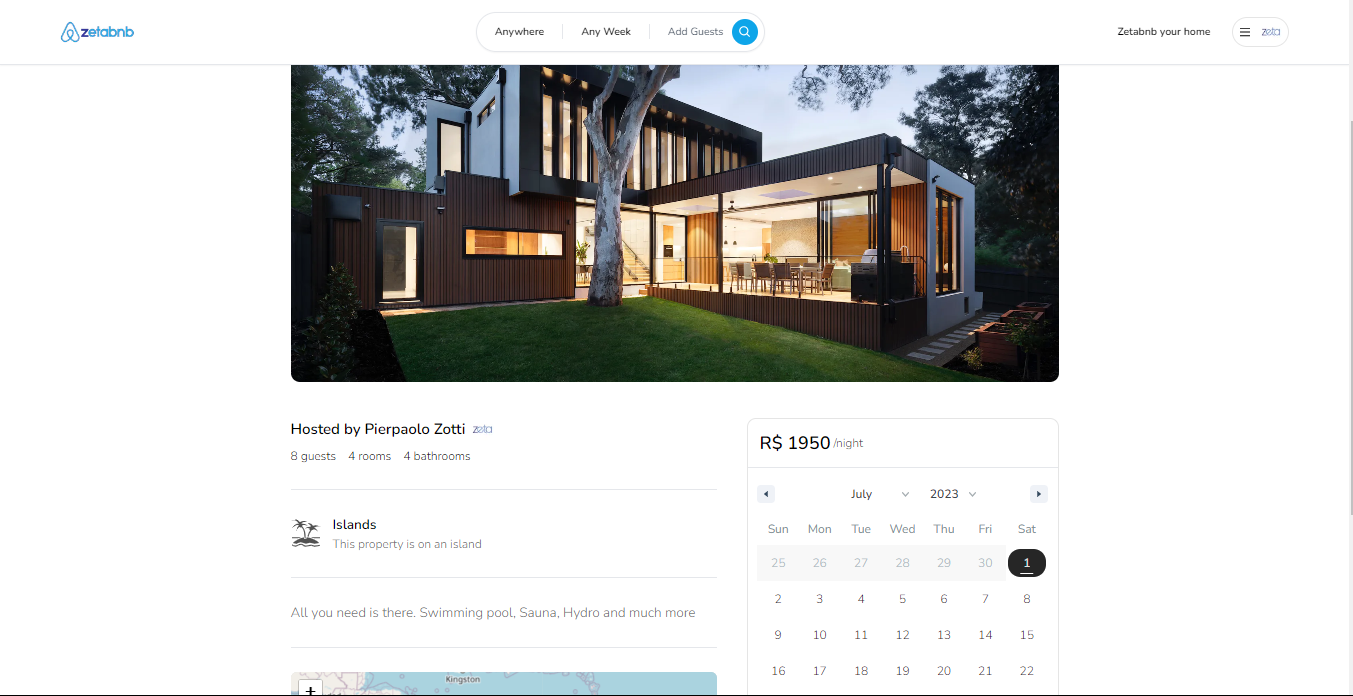 zetabnb
Anywhere Any Week Add Guests
Zetabnb your home
zeta
Hosted by Pierpaolo Zotti zeta
8 guests 4 rooms 4 bathrooms
Islands
This property is on an island
All you need is there. Swimming pool, Sauna, Hydro and much more
+
Kingston
R$ 1950 /night
July 2023
Sun Mon Tue Wed Thu Fri Sat
25 26 27 28 29 30 1
2 3 4 5 6 7 8
9 10 11 12 13 14 15
16 17 18 19 20 21 22